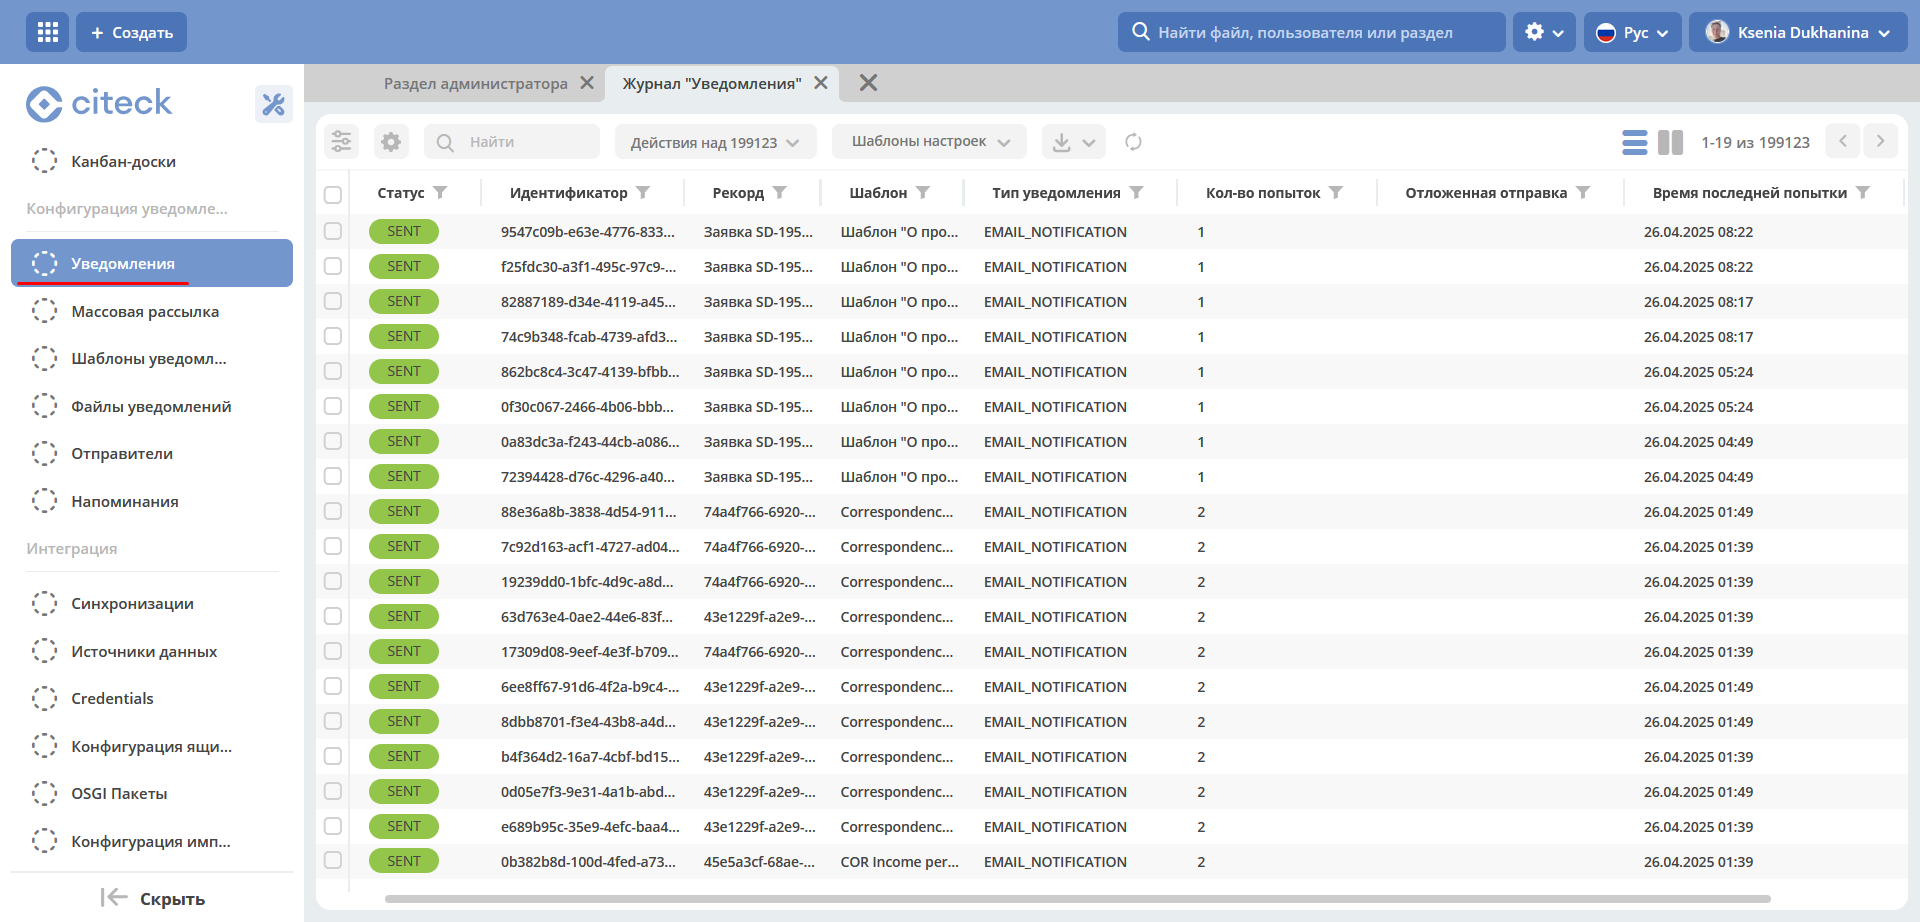 + Создать
Найти файл, пользователя или раздел
Рус
Ksenia Dukhanina
citeck
Канбан-доски
Конфигурация уведомле...
Уведомления
Массовая рассылка
Шаблоны уведомл...
Файлы уведомлений
Отправители
Напоминания
Интеграция
Синхронизации
Источники данных
Credentials
Конфигурация ящи...
OSGI Пакеты
Конфигурация имп...
Скрыть
Раздел администратора
Журнал "Уведомления"
Найти
Действия над 199123
Шаблоны настроек
1-19 из 199123
Статус Идентификатор Рекорд Шаблон Тип уведомления Кол-во попыток Отложенная отправка Время последней попытки
SENT 9547c09b-e63e-4776-833... Заявка SD-195... Шаблон "О про... EMAIL_NOTIFICATION 1 26.04.2025 08:22
SENT f25fdc30-a3f1-495c-97c9-... Заявка SD-195... Шаблон "О про... EMAIL_NOTIFICATION 1 26.04.2025 08:22
SENT 82887189-d34e-4119-a45... Заявка SD-195... Шаблон "О про... EMAIL_NOTIFICATION 1 26.04.2025 08:17
SENT 74c9b348-fcab-4739-afd3... Заявка SD-195... Шаблон "О про... EMAIL_NOTIFICATION 1 26.04.2025 08:17
SENT 862bc8c4-3c47-4139-bfbb... Заявка SD-195... Шаблон "О про... EMAIL_NOTIFICATION 1 26.04.2025 05:24
SENT 0f30c067-2466-4b06-bbb... Заявка SD-195... Шаблон "О про... EMAIL_NOTIFICATION 1 26.04.2025 05:24
SENT 0a83dc3a-f243-44cb-a086... Заявка SD-195... Шаблон "О про... EMAIL_NOTIFICATION 1 26.04.2025 04:49
SENT 72394428-d76c-4296-a40... Заявка SD-195... Шаблон "О про... EMAIL_NOTIFICATION 1 26.04.2025 04:49
SENT 88e36a8b-3838-4d54-911... 74a4f766-6920-... Correspondenc... EMAIL_NOTIFICATION 2 26.04.2025 01:49
SENT 7c92d163-acf1-4727-ad04... 74a4f766-6920-... Correspondenc... EMAIL_NOTIFICATION 2 26.04.2025 01:39
SENT 19239dd0-1bfc-4d9c-a8d... 74a4f766-6920-... Correspondenc... EMAIL_NOTIFICATION 2 26.04.2025 01:39
SENT 63d763e4-0ae2-44e6-83f... 43e1229f-a2e9-... Correspondenc... EMAIL_NOTIFICATION 2 26.04.2025 01:39
SENT 17309d08-9eef-4e3f-b709... 74a4f766-6920-... Correspondenc... EMAIL_NOTIFICATION 2 26.04.2025 01:39
SENT 6ee8ff67-91d6-4f2a-b9c4-... 43e1229f-a2e9-... Correspondenc... EMAIL_NOTIFICATION 2 26.04.2025 01:49
SENT 8dbb8701-f3e4-43b8-a4d... 43e1229f-a2e9-... Correspondenc... EMAIL_NOTIFICATION 2 26.04.2025 01:49
SENT b4f364d2-16a7-4cbf-bd15... 43e1229f-a2e9-... Correspondenc... EMAIL_NOTIFICATION 2 26.04.2025 01:39
SENT 0d05e7f3-9e31-4a1b-abd... 43e1229f-a2e9-... Correspondenc... EMAIL_NOTIFICATION 2 26.04.2025 01:49
SENT e689b95c-35e9-4efc-baa4... 43e1229f-a2e9-... Correspondenc... EMAIL_NOTIFICATION 2 26.04.2025 01:39
SENT 0b382b8d-100d-4fed-a73... 45e5a3cf-68ae-... COR Income per... EMAIL_NOTIFICATION 2 26.04.2025 01:39